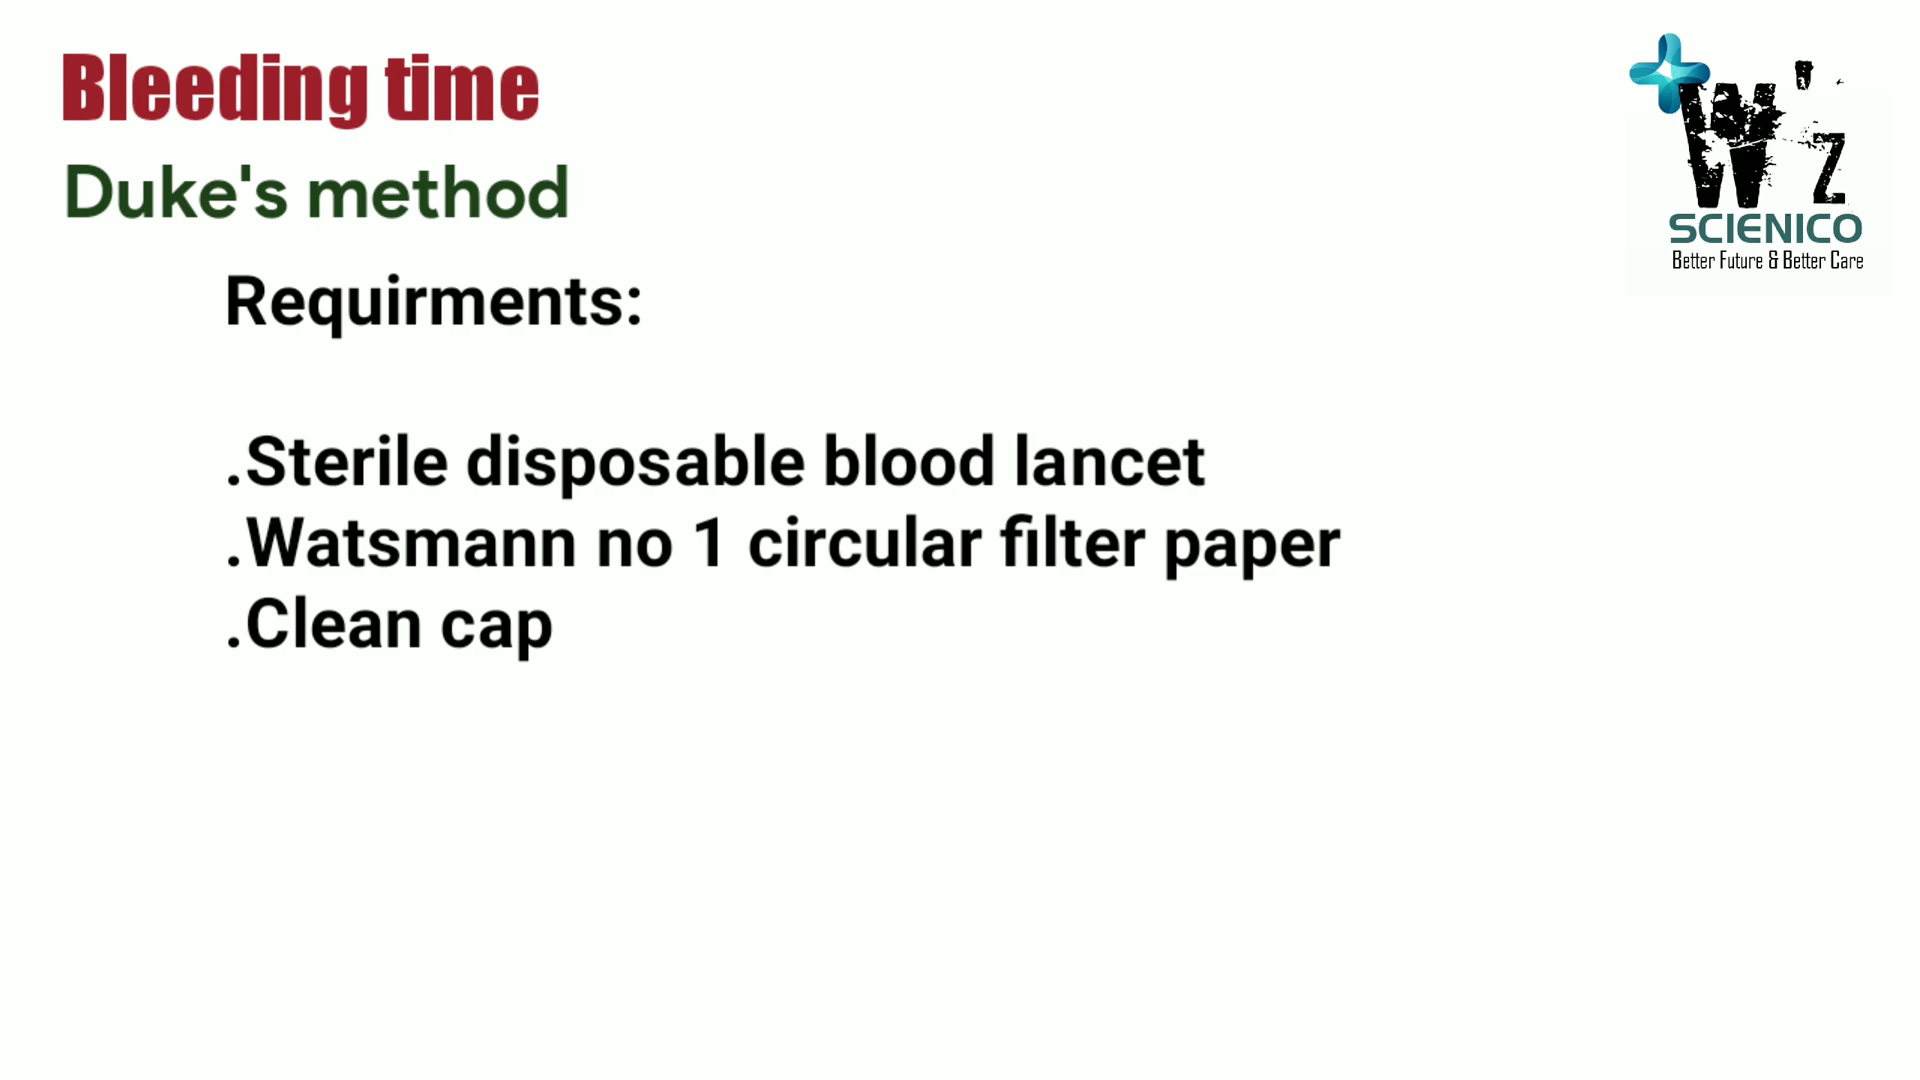 Bleeding time
Duke's method
Requirments:
.Sterile disposable blood lancet
.Watsmann no 1 circular filter paper
.Clean cap
W'z
SCIENICO
Better Future & Better Care